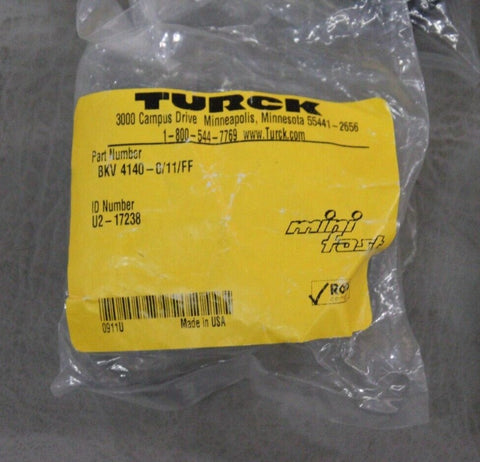 TURCK
3000 Campus Drive Minneapolis, Minnesota 55441-2656
1-800-544-7769 www.Turck.com
Part Number
BKV 4140-0/11/FF
ID Number
U2-17238
mini
fast
0911U
Made in USA